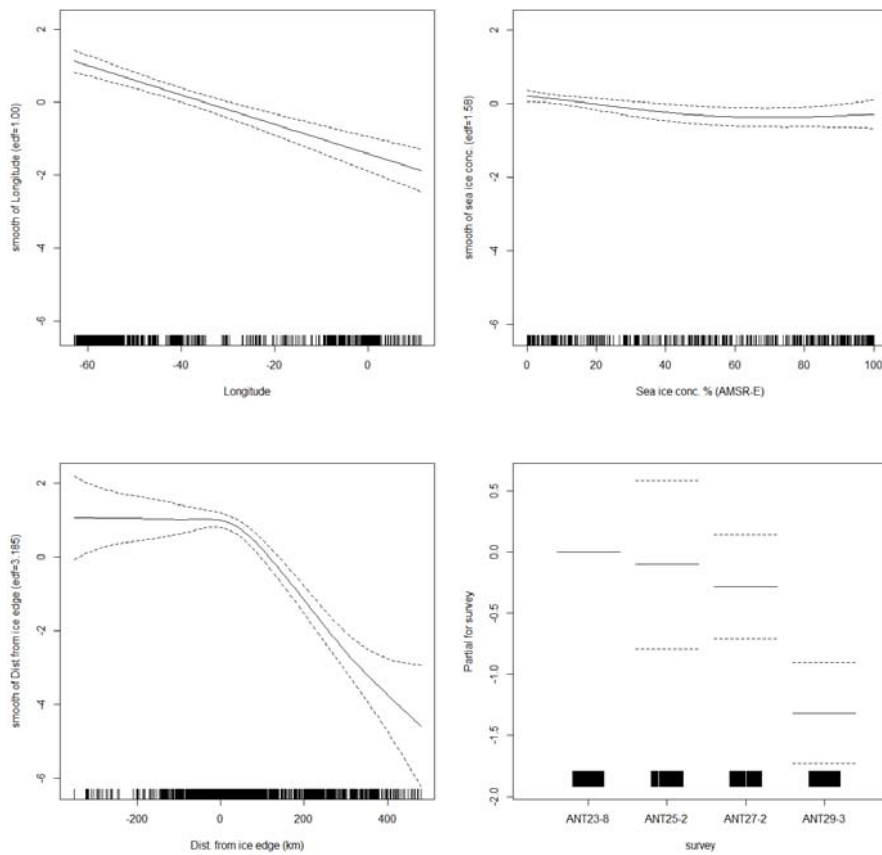 smooth of Longitude (edf=1.00)
2
0
-2
-4
-6
-60 -40 -20 0
Longitude
smooth of sea ice conc. (edf=1.58)
2
0
-2
-4
-6
0 20 40 60 80 100
Sea ice conc. % (AMSR-E)
smooth of Dist from ice edge (edf=3.185)
2
0
-2
-4
-6
-200 0 200 400
Dist. from ice edge (km)
Partial for survey
0.5
0.0
-0.5
-1.0
-1.5
-2.0
ANT23-8 ANT25-2 ANT27-2 ANT29-3
survey